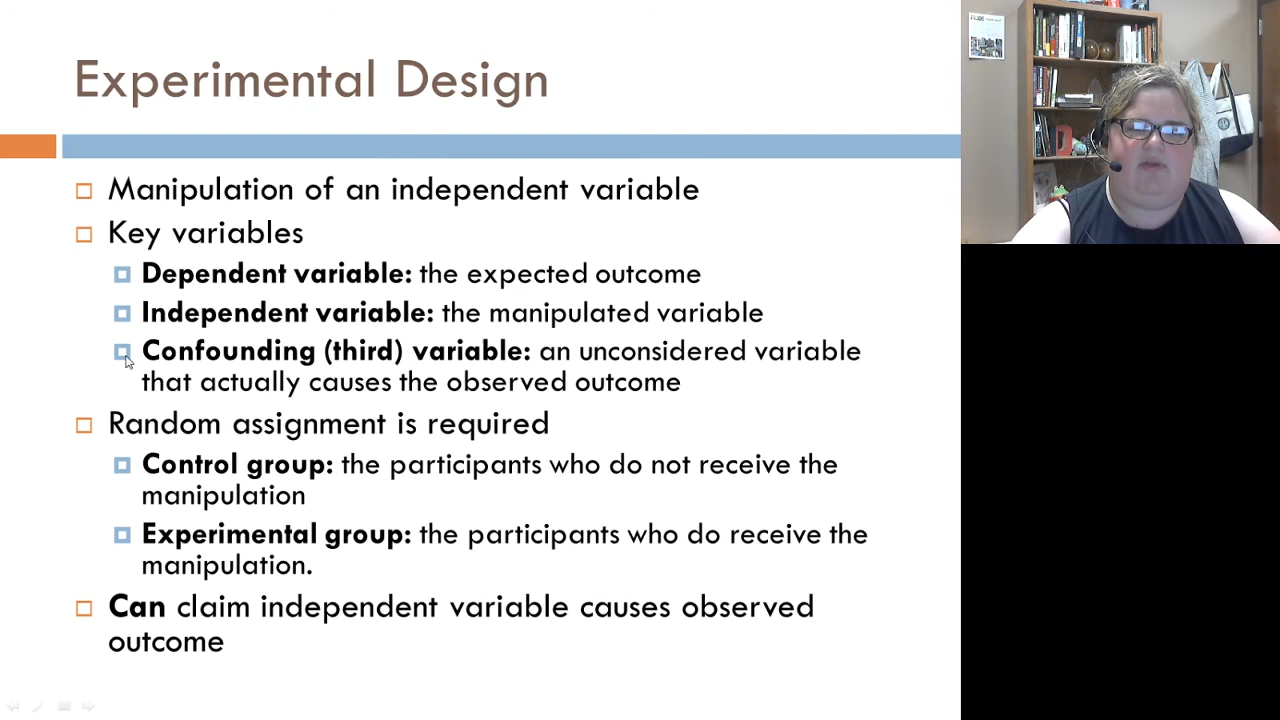 Experimental Design
Manipulation of an independent variable
Key variables
Dependent variable: the expected outcome
Independent variable: the manipulated variable
Confounding (third) variable: an unconsidered variable
that actually causes the observed outcome
Random assignment is required
Control group: the participants who do not receive the
manipulation
Experimental group: the participants who do receive the
manipulation.
Can claim independent variable causes observed
outcome